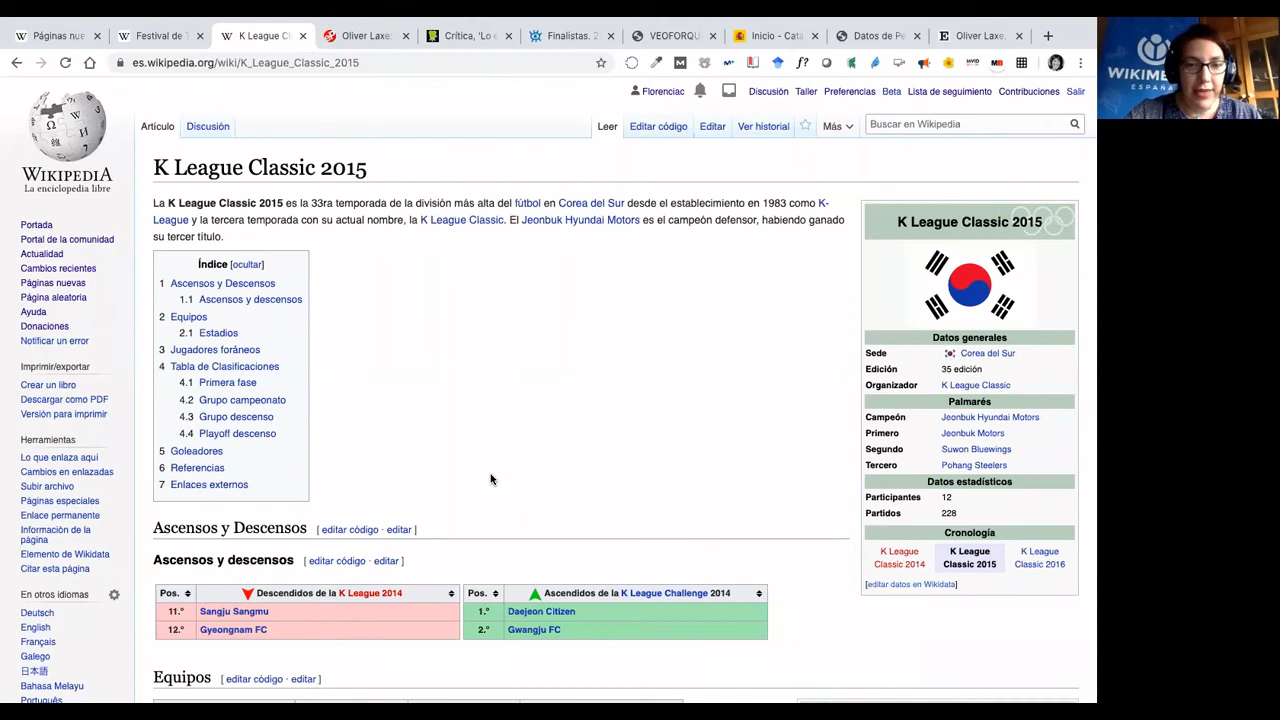 Páginas nue
Festival de T
K League Cl
Oliver Laxe:
Crítica, 'Lo
Finalistas. 2
VEOFORQU
Inicio - Cata
Datos de Pe
Oliver Laxe,
es.wikipedia.org/wiki/K_League_Classic_2015
WIKIME
ESPAÑA
Florenciac Discusión Taller Preferencias Beta Lista de seguimiento Contribuciones Salir
WIKIPEDIA
La enciclopedia libre
Artículo Discusión Leer Editar código Editar Ver historial Más Buscar en Wikipedia
Portada
Portal de la comunidad
Actualidad
Cambios recientes
Páginas nuevas
Página aleatoria
Ayuda
Donaciones
Notificar un error
Imprimir/exportar
Crear un libro
Descargar como PDF
Versión para imprimir
Herramientas
Lo que enlaza aquí
Cambios en enlazadas
Subir archivo
Páginas especiales
Enlace permanente
Información de la
página
Elemento de Wikidata
Citar esta página
En otros idiomas
Deutsch
English
Français
Galego
日本語
Bahasa Melayu
Português
K League Classic 2015
La K League Classic 2015 es la 33ra temporada de la división más alta del fútbol en Corea del Sur desde el establecimiento en 1983 como K-
League y la tercera temporada con su actual nombre, la K League Classic. El Jeonbuk Hyundai Motors es el campeón defensor, habiendo ganado
su tercer título.
Índice [ocultar]
1 Ascensos y Descensos
1.1 Ascensos y descensos
2 Equipos
2.1 Estadios
3 Jugadores foráneos
4 Tabla de Clasificaciones
4.1 Primera fase
4.2 Grupo campeonato
4.3 Grupo descenso
4.4 Playoff descenso
5 Goleadores
6 Referencias
7 Enlaces externos
Ascensos y Descensos [ editar código · editar ]
Ascensos y descensos [ editar código · editar ]
Pos. Descendidos de la K League 2014 Pos. Ascendidos de la K League Challenge 2014
11.º Sangju Sangmu 1.º Daejeon Citizen
12.º Gyeongnam FC 2.º Gwangju FC
Equipos [ editar código · editar ]
K League Classic 2015
Datos generales
Sede Corea del Sur
Edición 35 edición
Organizador K League Classic
Palmarés
Campeón Jeonbuk Hyundai Motors
Primero Jeonbuk Motors
Segundo Suwon Bluewings
Tercero Pohang Steelers
Datos estadísticos
Participantes 12
Partidos 228
Cronología
K League K League K League
Classic 2014 Classic 2015 Classic 2016
[editar datos en Wikidata]